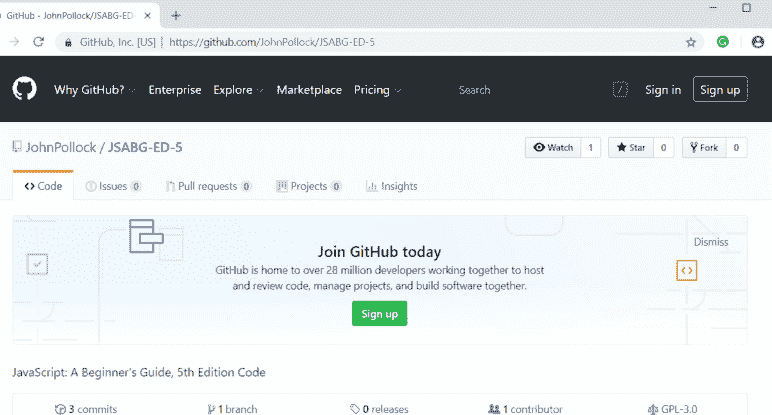 GitHub - JohnPollock/JSABG-ED-
GitHub, Inc. [US] | https://github.com/JohnPollock/JSABG-ED-5
Why GitHub? Enterprise Explore Marketplace Pricing Search / Sign in Sign up
JohnPollock / JSABG-ED-5 Watch 1 Star 0 Fork 0
Code Issues 0 Pull requests 0 Projects 0 Insights
Dismiss
Join GitHub today
GitHub is home to over 28 million developers working together to host
and review code, manage projects, and build software together.
Sign up
JavaScript: A Beginner's Guide, 5th Edition Code
3 commits 1 branch 0 releases 1 contributor GPL-3.0